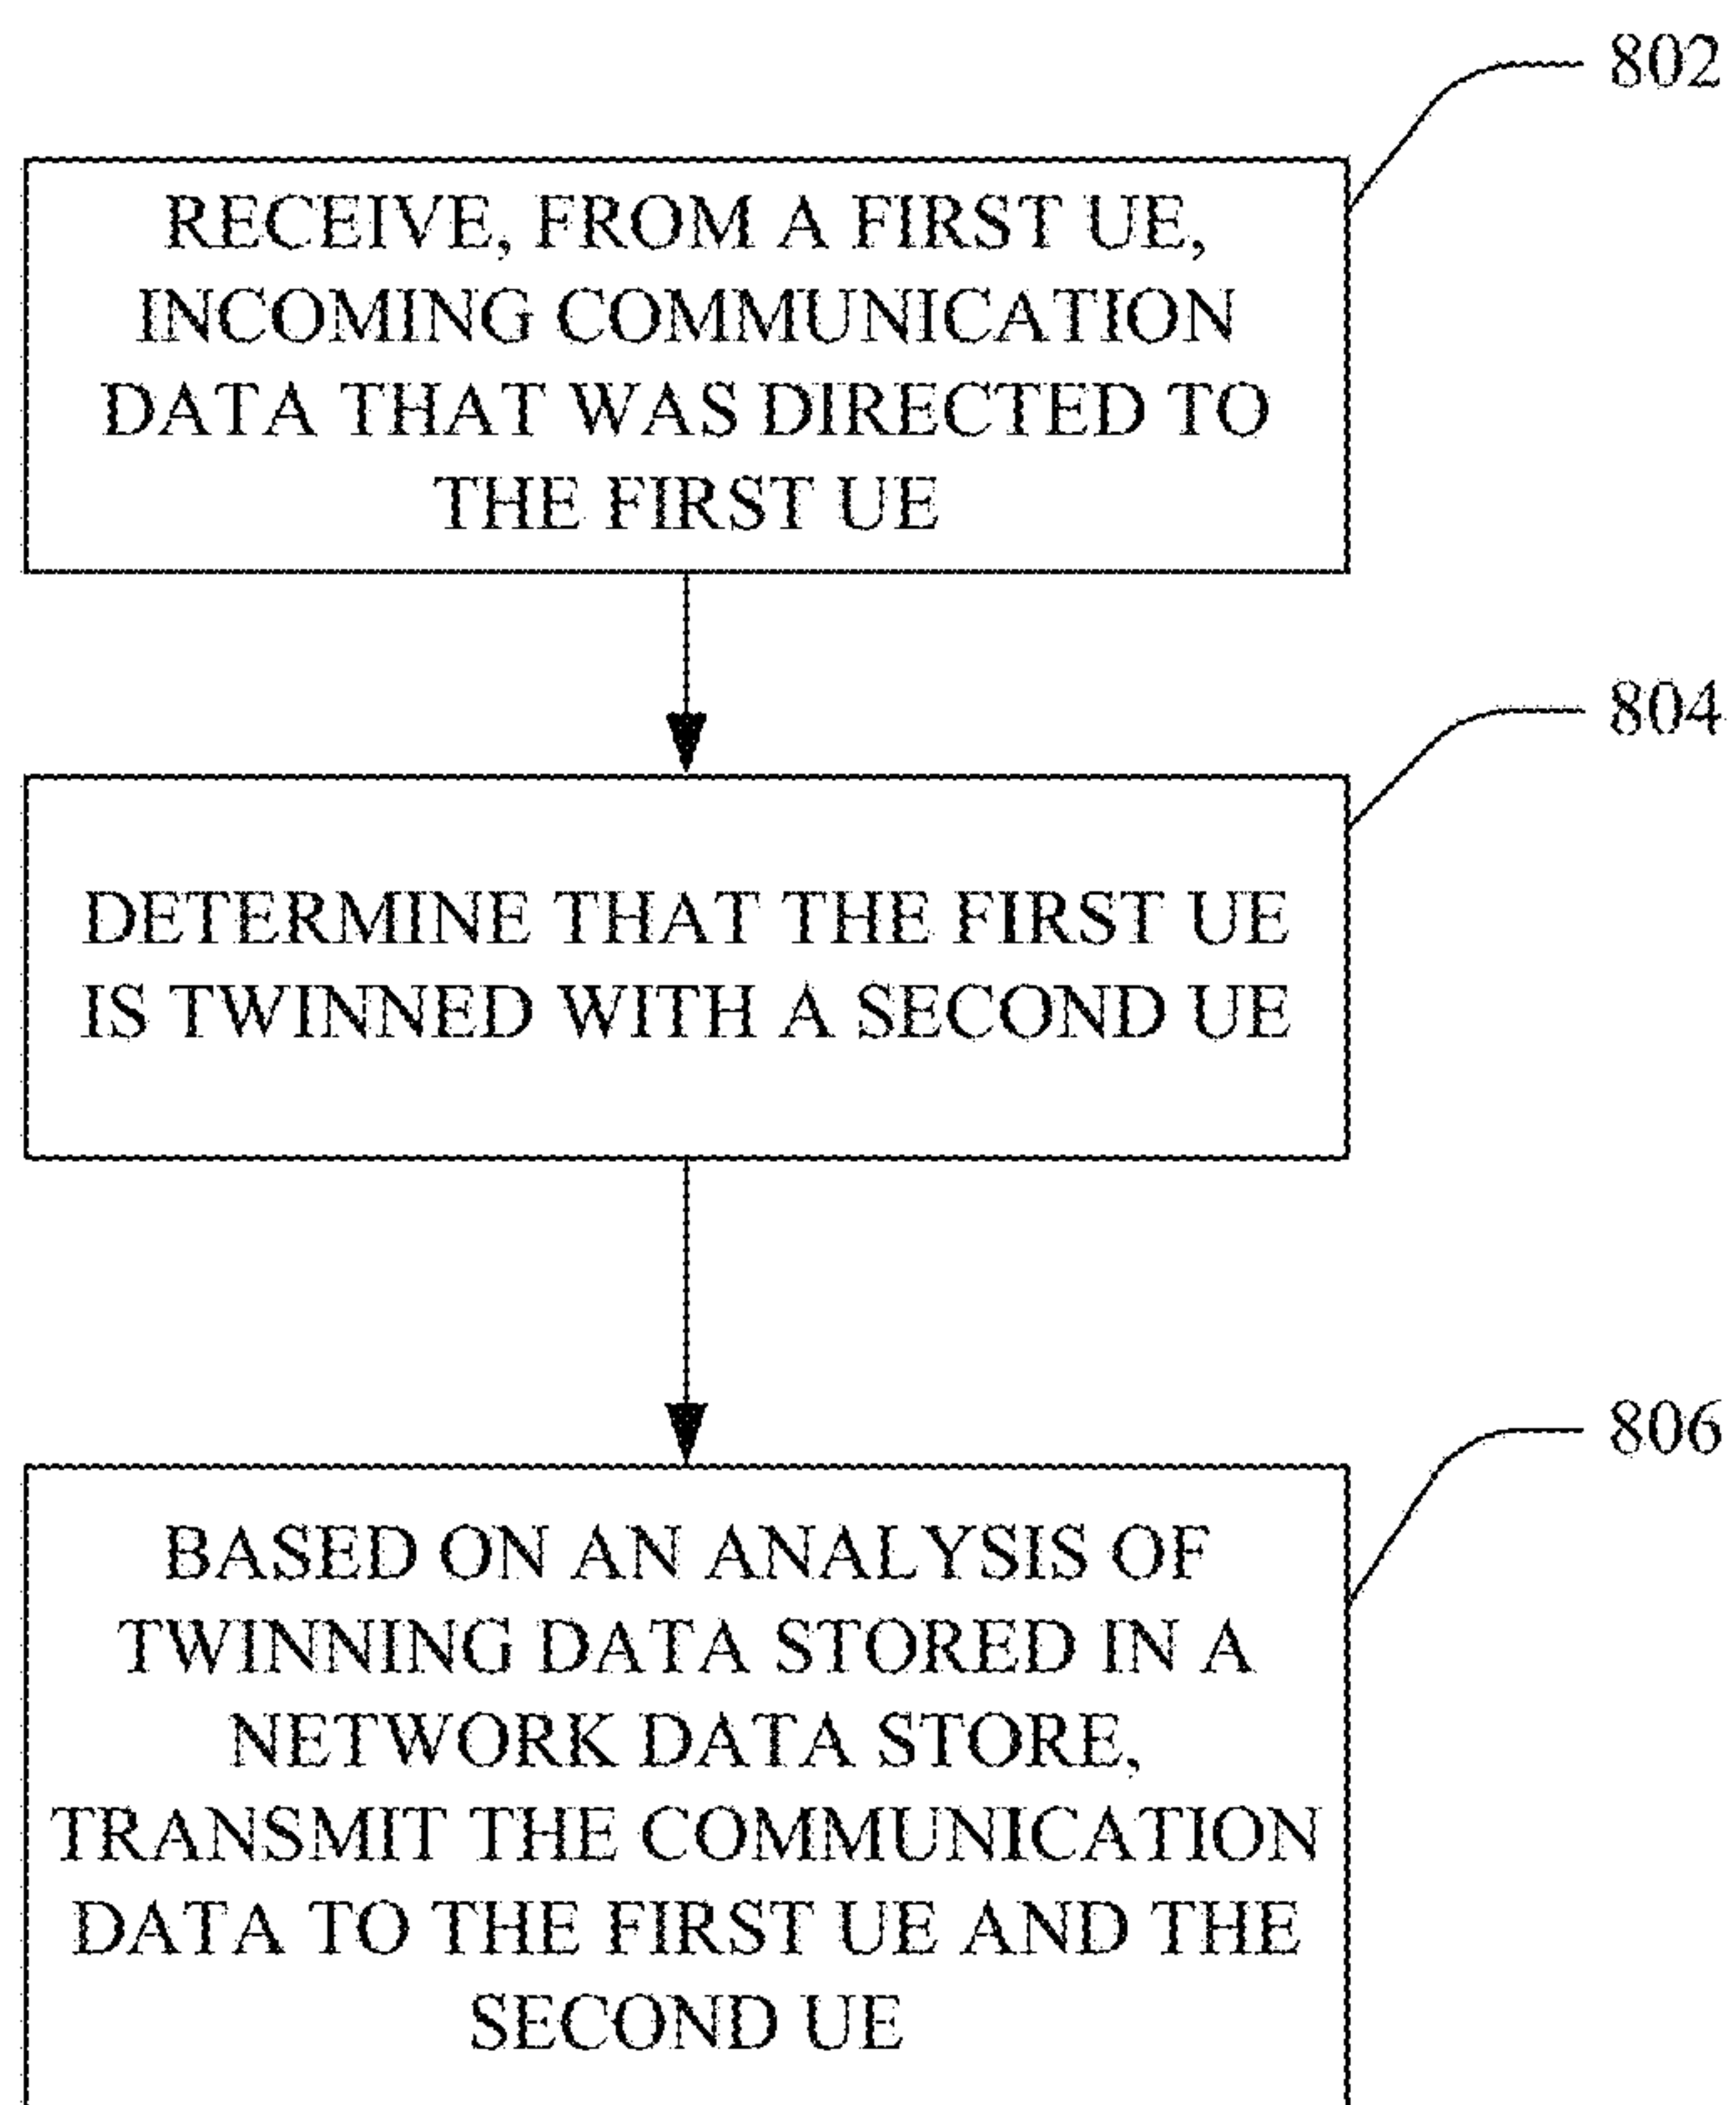 802
RECEIVE, FROM A FIRST UE,
INCOMING COMMUNICATION
DATA THAT WAS DIRECTED TO
THE FIRST UE
804
DETERMINE THAT THE FIRST UE
IS TWINNED WITH A SECOND UE
806
BASED ON AN ANALYSIS OF
TWINNING DATA STORED IN A
NETWORK DATA STORE,
TRANSMIT THE COMMUNICATION
DATA TO THE FIRST UE AND THE
SECOND UE